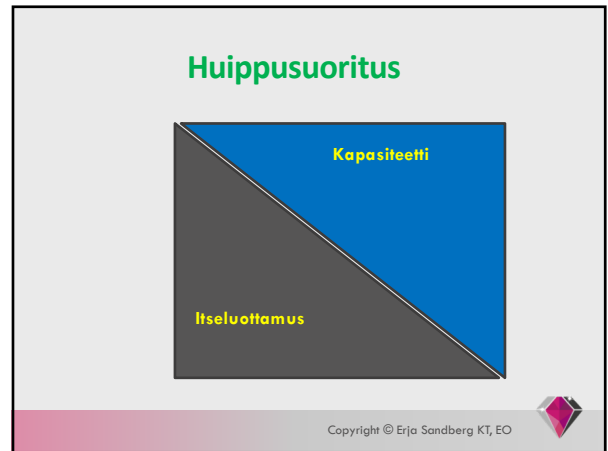 Huippusuoritus
Kapasiteetti
Itseluottamus
Copyright © Erja Sandberg KT, EO